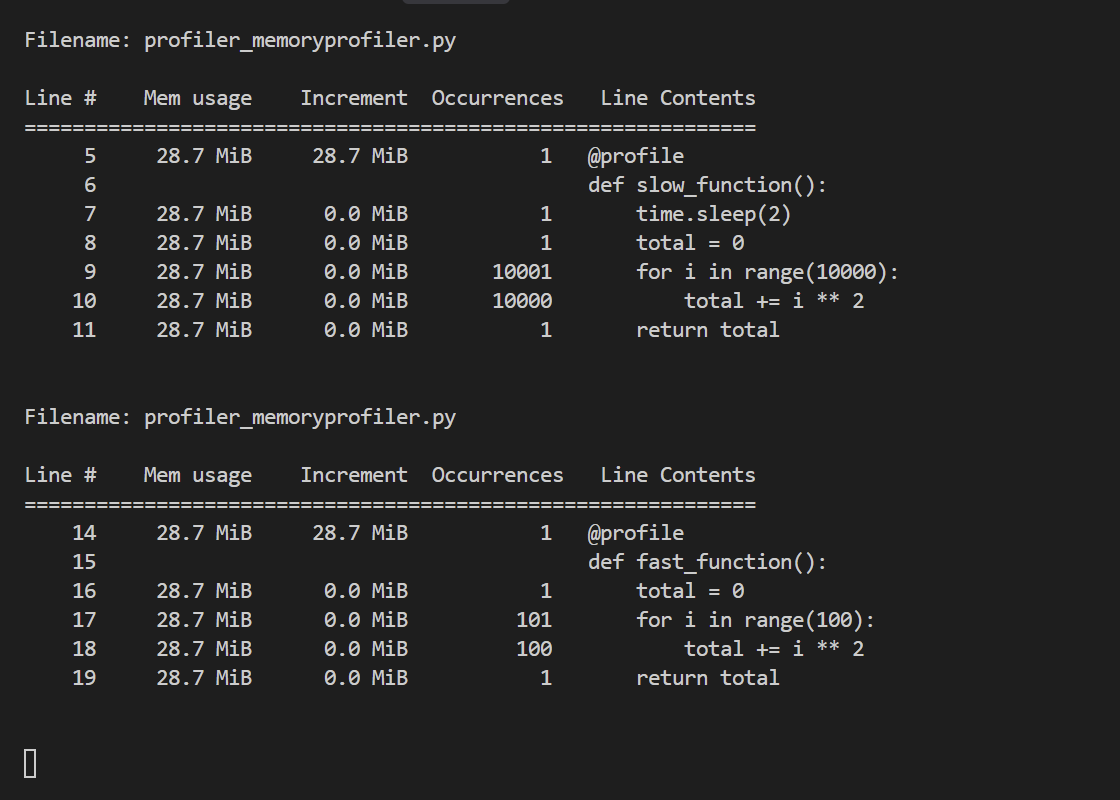 Filename: profiler_memoryprofiler.py
Line #    Mem usage    Increment  Occurrences   Line Contents
=============================================================
     5     28.7 MiB     28.7 MiB           1   @profile
     6                                         def slow_function():
     7     28.7 MiB      0.0 MiB           1       time.sleep(2)
     8     28.7 MiB      0.0 MiB           1       total = 0
     9     28.7 MiB      0.0 MiB       10001       for i in range(10000):
    10     28.7 MiB      0.0 MiB       10000           total += i ** 2
    11     28.7 MiB      0.0 MiB           1       return total
Filename: profiler_memoryprofiler.py
Line #    Mem usage    Increment  Occurrences   Line Contents
=============================================================
    14     28.7 MiB     28.7 MiB           1   @profile
    15                                         def fast_function():
    16     28.7 MiB      0.0 MiB           1       total = 0
    17     28.7 MiB      0.0 MiB         101       for i in range(100):
    18     28.7 MiB      0.0 MiB         100           total += i ** 2
    19     28.7 MiB      0.0 MiB           1       return total